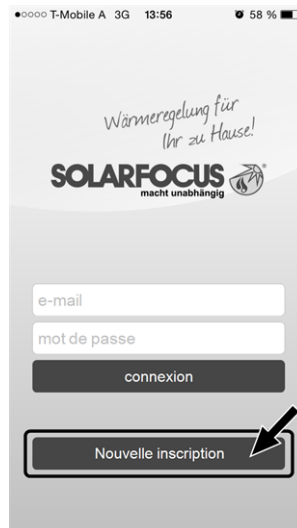 ●○○○○ T-Mobile A 3G 13:56 58 %
Wärmeregelung für
Ihr zu Hause!
SOLARFOCUS®
macht unabhängig
e-mail
mot de passe
connexion
Nouvelle inscription